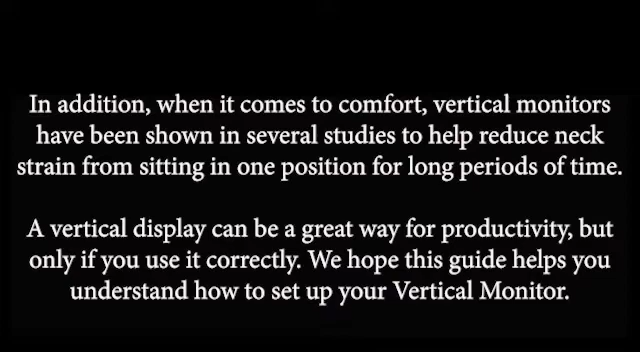 In addition, when it comes to comfort, vertical monitors
have been shown in several studies to help reduce neck
strain from sitting in one position for long periods of time.
A vertical display can be a great way for productivity, but
only if you use it correctly. We hope this guide helps you
understand how to set up your Vertical Monitor.